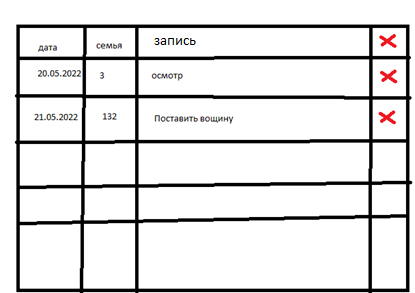 дата семья запись
20.05.2022 3 осмотр
21.05.2022 132 Поставить вощину